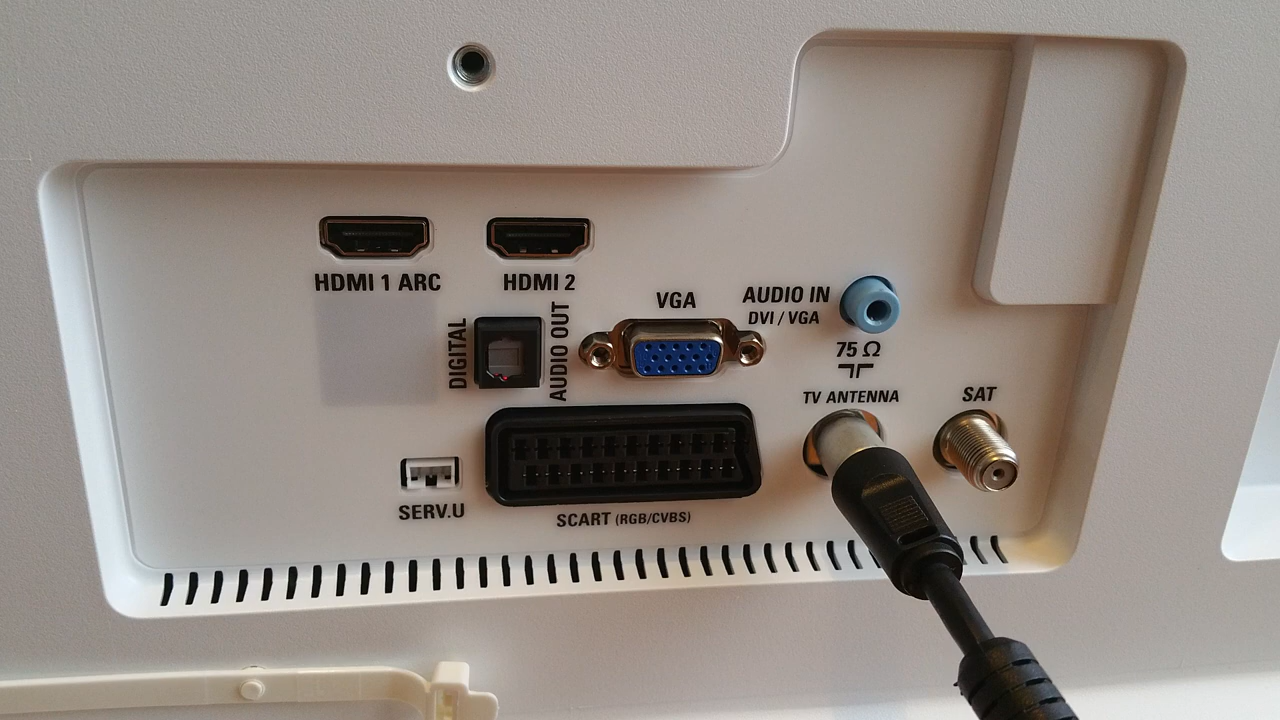 HDMI 1 ARC
HDMI 2
DIGITAL
AUDIO OUT
VGA
AUDIO IN
DVI / VGA
75 Ω
TV ANTENNA
SAT
SERV.U
SCART (RGB/CVBS)